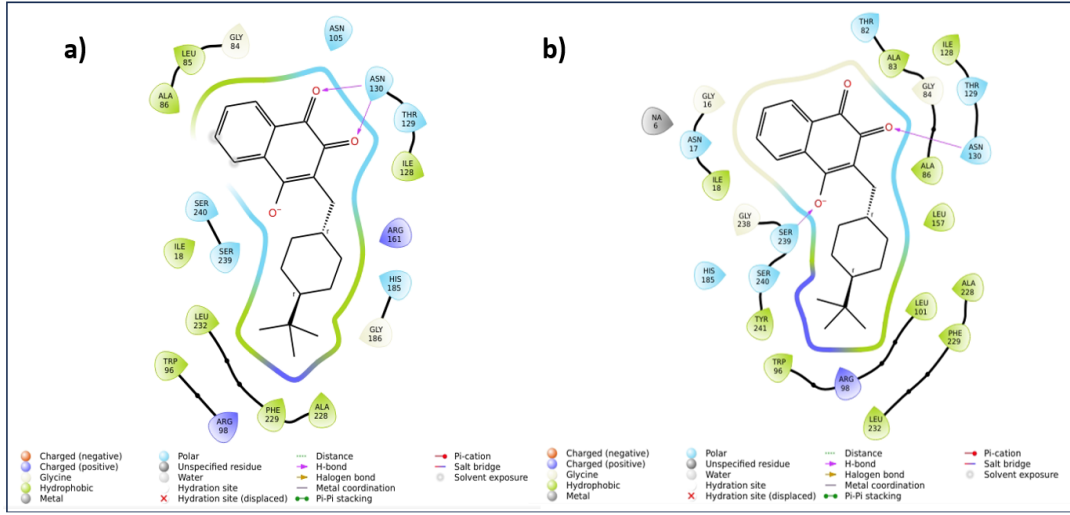 a)
GLY
84
ASN
105
LEU
85
ALA
86
ASN
130
THR
129
ILE
128
O
O
O⁻
SER
240
SER
239
ILE
18
ARG
161
HIS
185
GLY
186
r
r
LEU
232
TRP
96
ARG
98
PHE
229
ALA
228
Charged (negative)
Charged (positive)
Glycine
Hydrophobic
Metal
Polar
Unspecified residue
Water
Hydration site
Hydration site (displaced)
Distance
H-bond
Halogen bond
Metal coordination
Pi-Pi stacking
Pi-cation
Salt bridge
Solvent exposure
b)
THR
82
ALA
83
GLY
84
ILE
128
THR
129
ASN
130
ALA
86
LEU
157
GLY
16
NA
6
ASN
17
ILE
18
O
O
O⁻
GLY
238
SER
239
HIS
185
SER
240
TYR
241
r
r
LEU
101
ALA
228
PHE
229
TRP
96
ARG
98
LEU
232
Charged (negative)
Charged (positive)
Glycine
Hydrophobic
Metal
Polar
Unspecified residue
Water
Hydration site
Hydration site (displaced)
Distance
H-bond
Halogen bond
Metal coordination
Pi-Pi stacking
Pi-cation
Salt bridge
Solvent exposure